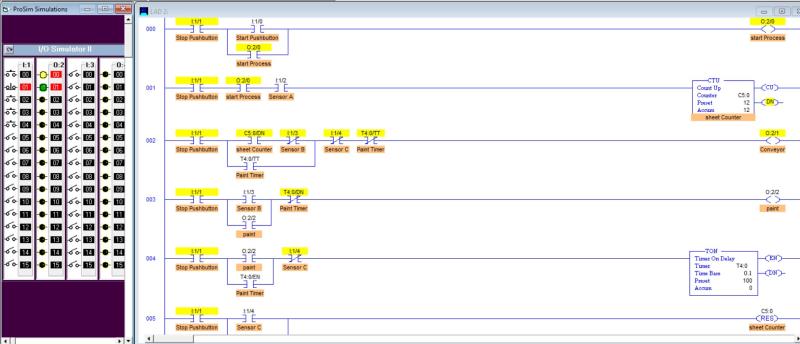 ProSim Simulations
LAD 2:
I/O Simulator II
I:1 O:2 I:3 O:
00 00 00 00
01 01 01 01
02 02 02 02
03 03 03 03
04 04 04 04
05 05 05 05
06 06 06 06
07 07 07 07
08 08 08 08
09 09 09 09
10 10 10 10
11 11 11 11
12 12 12 12
13 13 13 13
14 14 14 14
15 15 15 15
000
I:1/1 I:1/0 O:2/0
Stop Pushbutton Start Pushbutton start Process
O:2/0
start Process
001
I:1/1 O:2/0 I:1/2
Stop Pushbutton start Process Sensor A
CTU
Count Up
Counter C5:0
Preset 12
Accum 12
CU
DN
sheet Counter
002
I:1/1 C5:0/DN I:1/3 I:1/4 T4:0/TT O:2/1
Stop Pushbutton sheet Counter Sensor B Sensor C Paint Timer Conveyor
T4:0/TT
Paint Timer
003
I:1/1 I:1/3 T4:0/DN O:2/2
Stop Pushbutton Sensor B Paint Timer paint
O:2/2
paint
004
I:1/1 O:2/2 I:1/4
Stop Pushbutton paint Sensor C
T4:0/EN
Paint Timer
TON
Timer On Delay
Timer T4:0
Time Base 0.1
Preset 100
Accum 0
EN
DN
005
I:1/1 I:1/4 C5:0
RES
Stop Pushbutton Sensor C sheet Counter